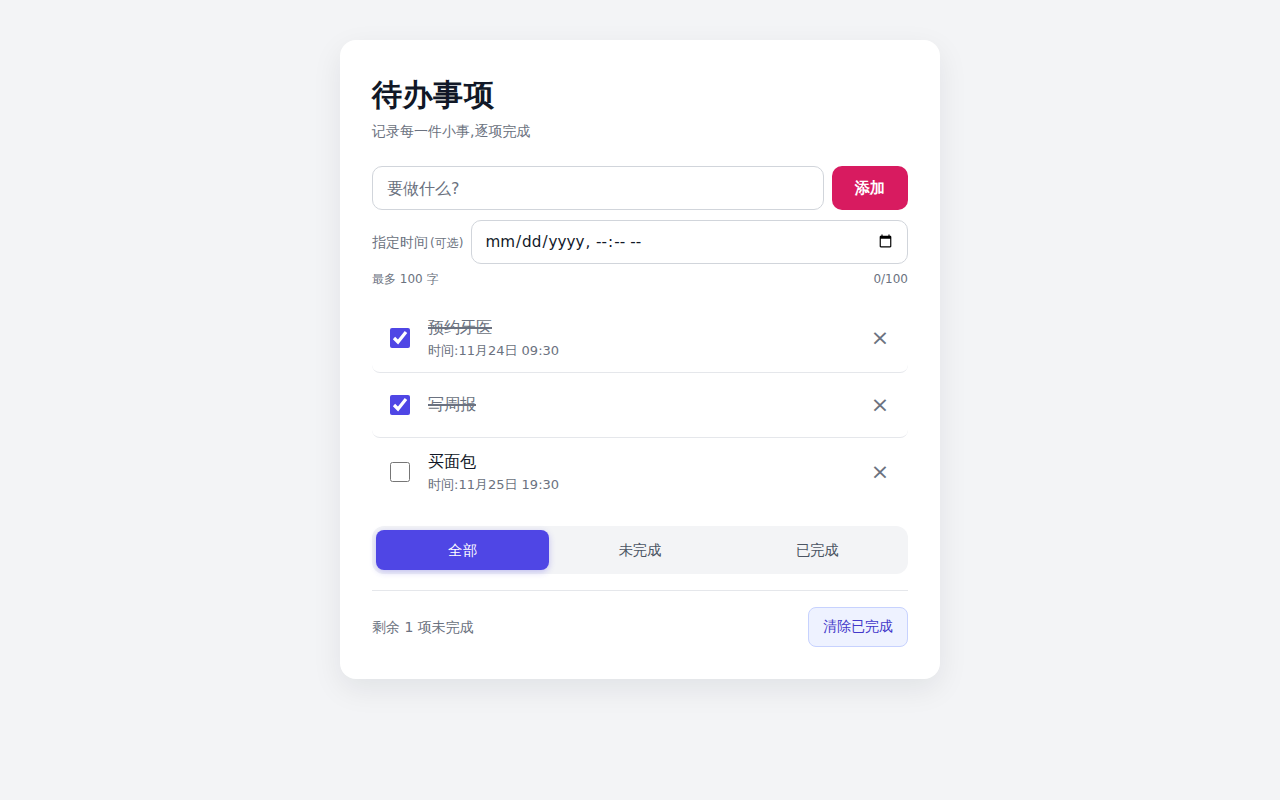 待办事项
记录每一件小事,逐项完成
要做什么?
添加
指定时间(可选)
mm/dd/yyyy, --:-- --
最多 100 字
0/100
预约牙医
时间:11月24日 09:30
写周报
买面包
时间:11月25日 19:30
全部
未完成
已完成
剩余 1 项未完成
清除已完成